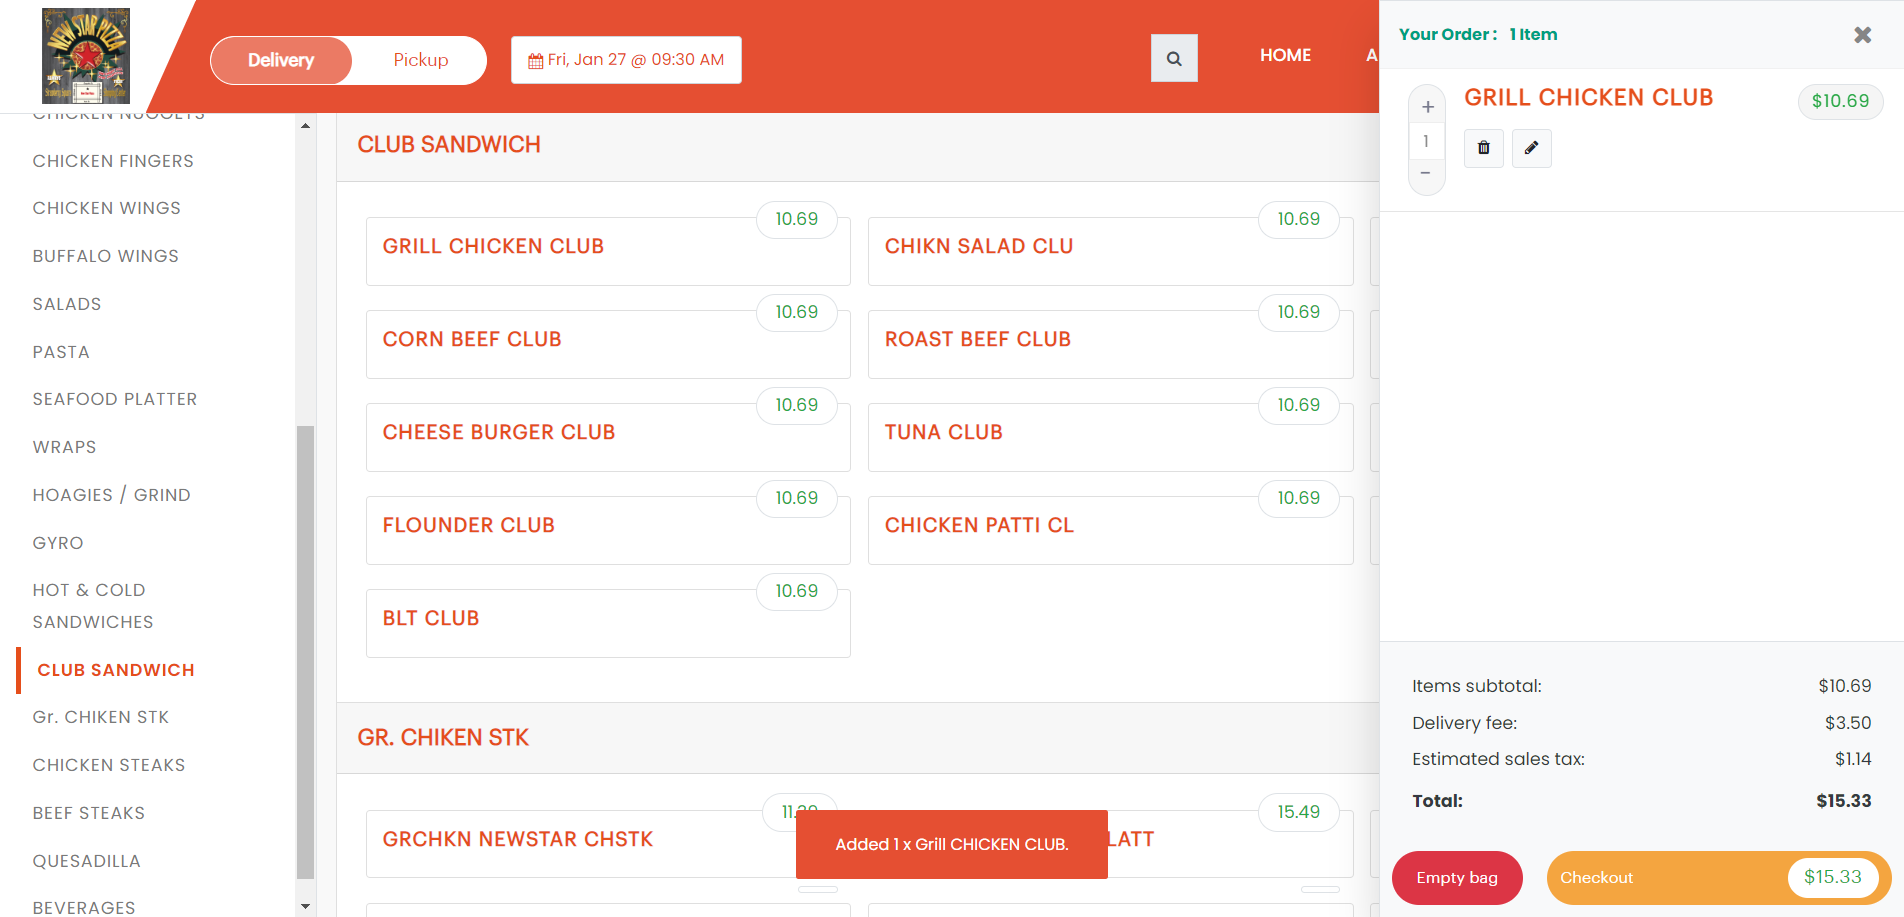 NEW STAR PIZZA
Delivery
Pickup
Fri, Jan 27 @ 09:30 AM
HOME
A
CHICKEN NUGGETS
CHICKEN FINGERS
CHICKEN WINGS
BUFFALO WINGS
SALADS
PASTA
SEAFOOD PLATTER
WRAPS
HOAGIES / GRIND
GYRO
HOT & COLD
SANDWICHES
CLUB SANDWICH
Gr. CHIKEN STK
CHICKEN STEAKS
BEEF STEAKS
QUESADILLA
BEVERAGES
CLUB SANDWICH
10.69
GRILL CHICKEN CLUB
10.69
CHIKN SALAD CLU
10.69
CORN BEEF CLUB
10.69
ROAST BEEF CLUB
10.69
CHEESE BURGER CLUB
10.69
TUNA CLUB
10.69
FLOUNDER CLUB
10.69
CHICKEN PATTI CL
10.69
BLT CLUB
GR. CHIKEN STK
GRCHKN NEWSTAR CHSTK
15.49
LATT
Added 1 x Grill CHICKEN CLUB.
Your Order : 1 Item
+
1
−
GRILL CHICKEN CLUB
$10.69
Items subtotal: $10.69
Delivery fee: $3.50
Estimated sales tax: $1.14
Total: $15.33
Empty bag
Checkout $15.33